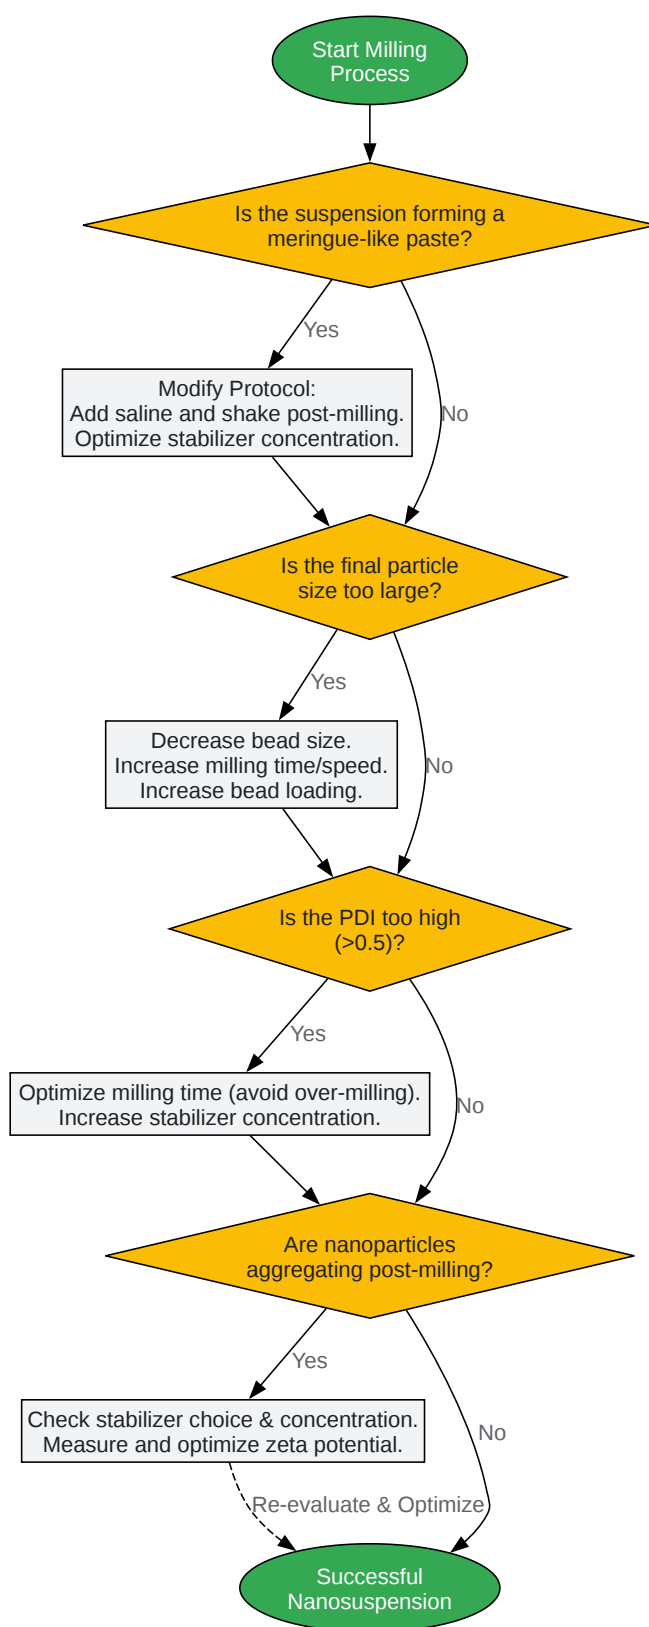 Start Milling
Process
Is the suspension forming a
meringue-like paste?
Yes
Modify Protocol:
Add saline and shake post-milling.
Optimize stabilizer concentration.
No
Is the final particle
size too large?
Yes
Decrease bead size.
Increase milling time/speed.
Increase bead loading.
No
Is the PDI too high
(>0.5)?
Yes
Optimize milling time (avoid over-milling).
Increase stabilizer concentration.
No
Are nanoparticles
aggregating post-milling?
Yes
Check stabilizer choice & concentration.
Measure and optimize zeta potential.
No
Re-evaluate & Optimize
Successful
Nanosuspension